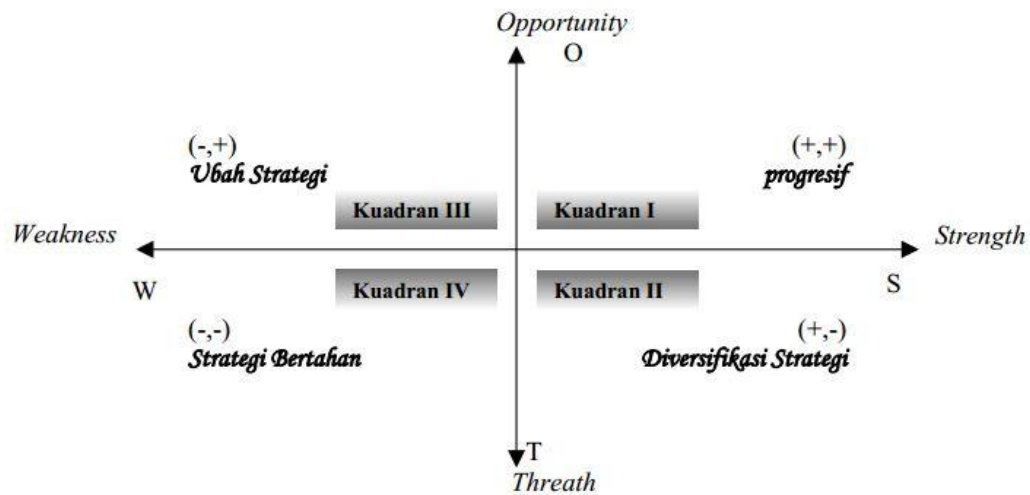 Opportunity
O
(-,+)
Ubah Strategi
(+,+)
progresif
Kuadran III
Kuadran I
Weakness
Strength
W
Kuadran IV
Kuadran II
S
(-,-)
Strategi Bertahan
(+,-)
Diversifikasi Strategi
T
Threath